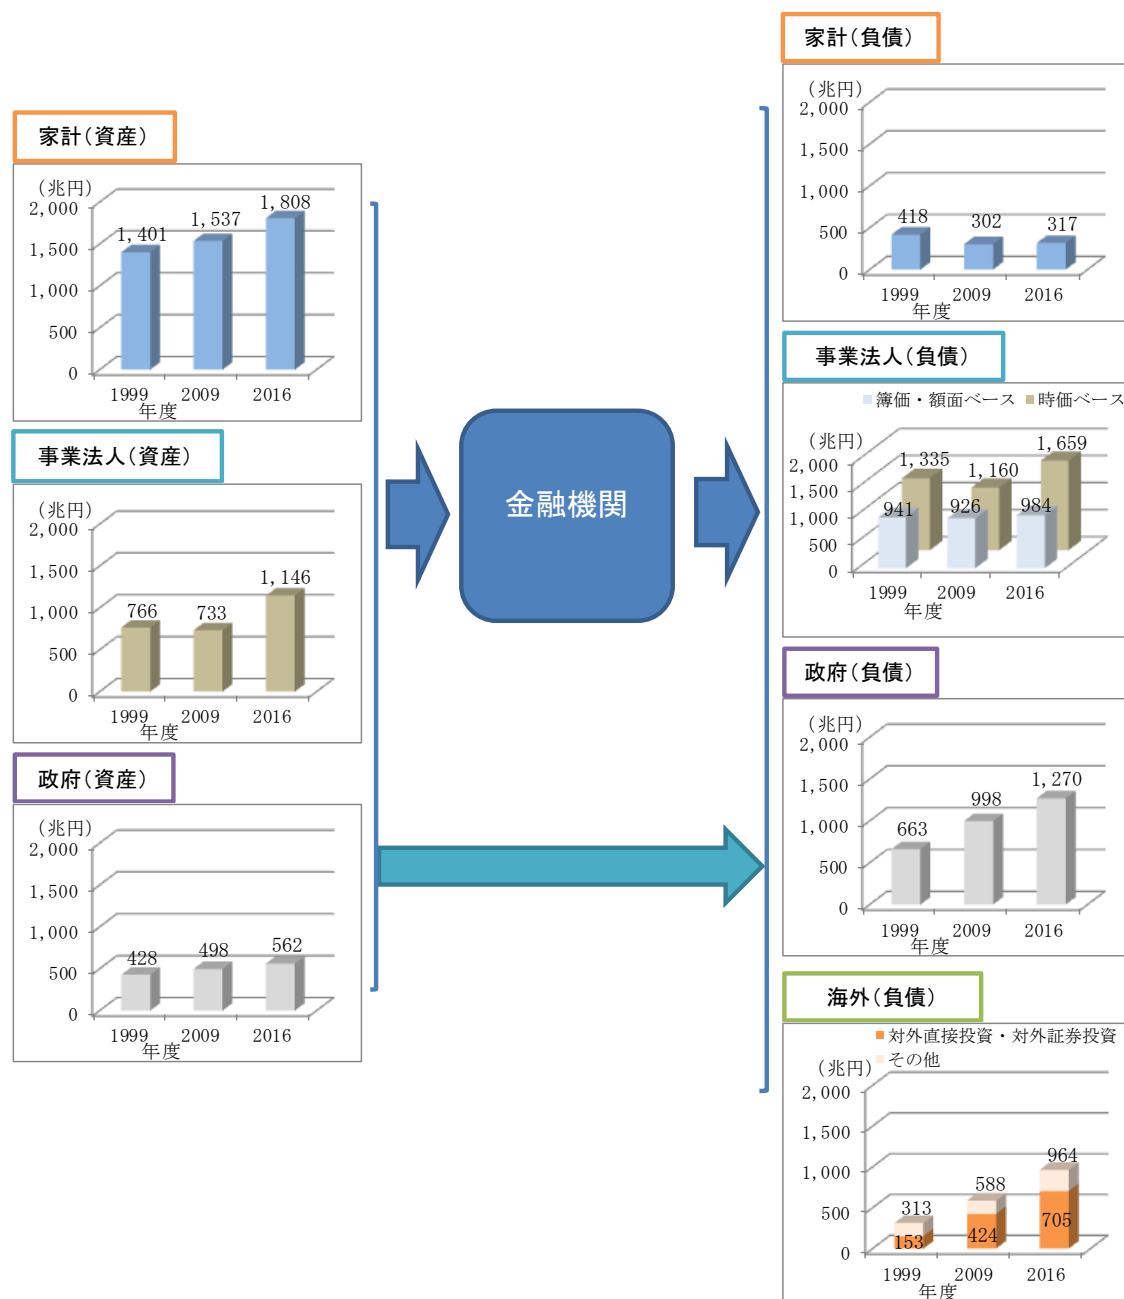 家計(資産)
(兆円)
2,000
1,500
1,000
500
0
1,401
1,537
1,808
1999 2009 2016
年度
事業法人(資産)
(兆円)
2,000
1,500
1,000
500
0
766
733
1,146
1999 2009 2016
年度
政府(資産)
(兆円)
2,000
1,500
1,000
500
0
428
498
562
1999 2009 2016
年度
金融機関
家計(負債)
(兆円)
2,000
1,500
1,000
500
0
418
302
317
1999 2009 2016
年度
事業法人(負債)
簿価・額面ベース 時価ベース
(兆円)
2,000
1,500
1,000
500
0
1,335
1,160
1,659
941
926
984
1999 2009 2016
年度
政府(負債)
(兆円)
2,000
1,500
1,000
500
0
663
998
1,270
1999 2009 2016
年度
海外(負債)
対外直接投資・対外証券投資
その他
(兆円)
2,000
1,500
1,000
500
0
313
588
964
153
424
705
1999 2009 2016
年度